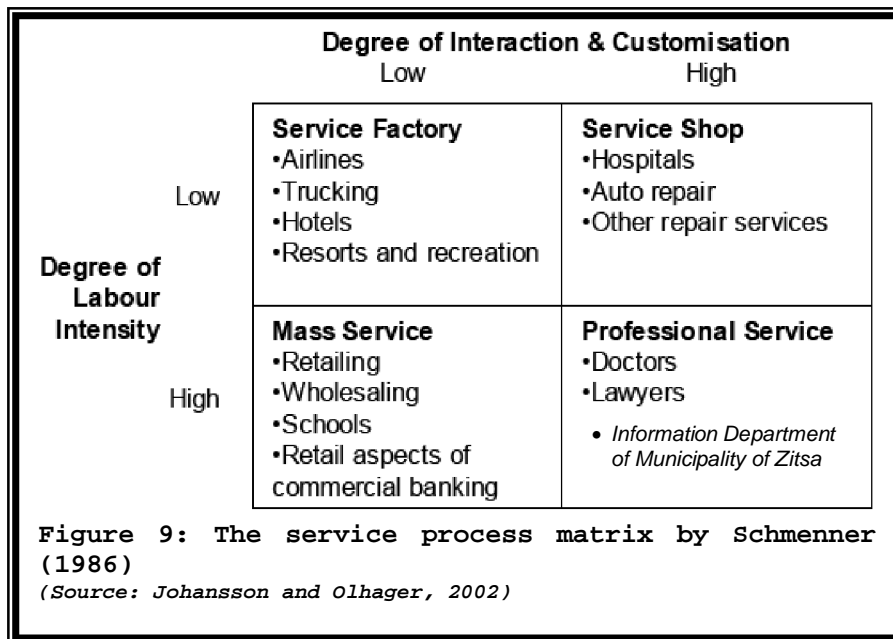 Degree of Interaction & Customisation
Low High
Service Factory
•Airlines
•Trucking
•Hotels
•Resorts and recreation
Service Shop
•Hospitals
•Auto repair
•Other repair services
Low
Degree of
Labour
Intensity
High
Mass Service
•Retailing
•Wholesaling
•Schools
•Retail aspects of
commercial banking
Professional Service
•Doctors
•Lawyers
• Information Department
of Municipality of Zitsa
Figure 9: The service process matrix by Schmenner
(1986)
(Source: Johansson and Olhager, 2002)